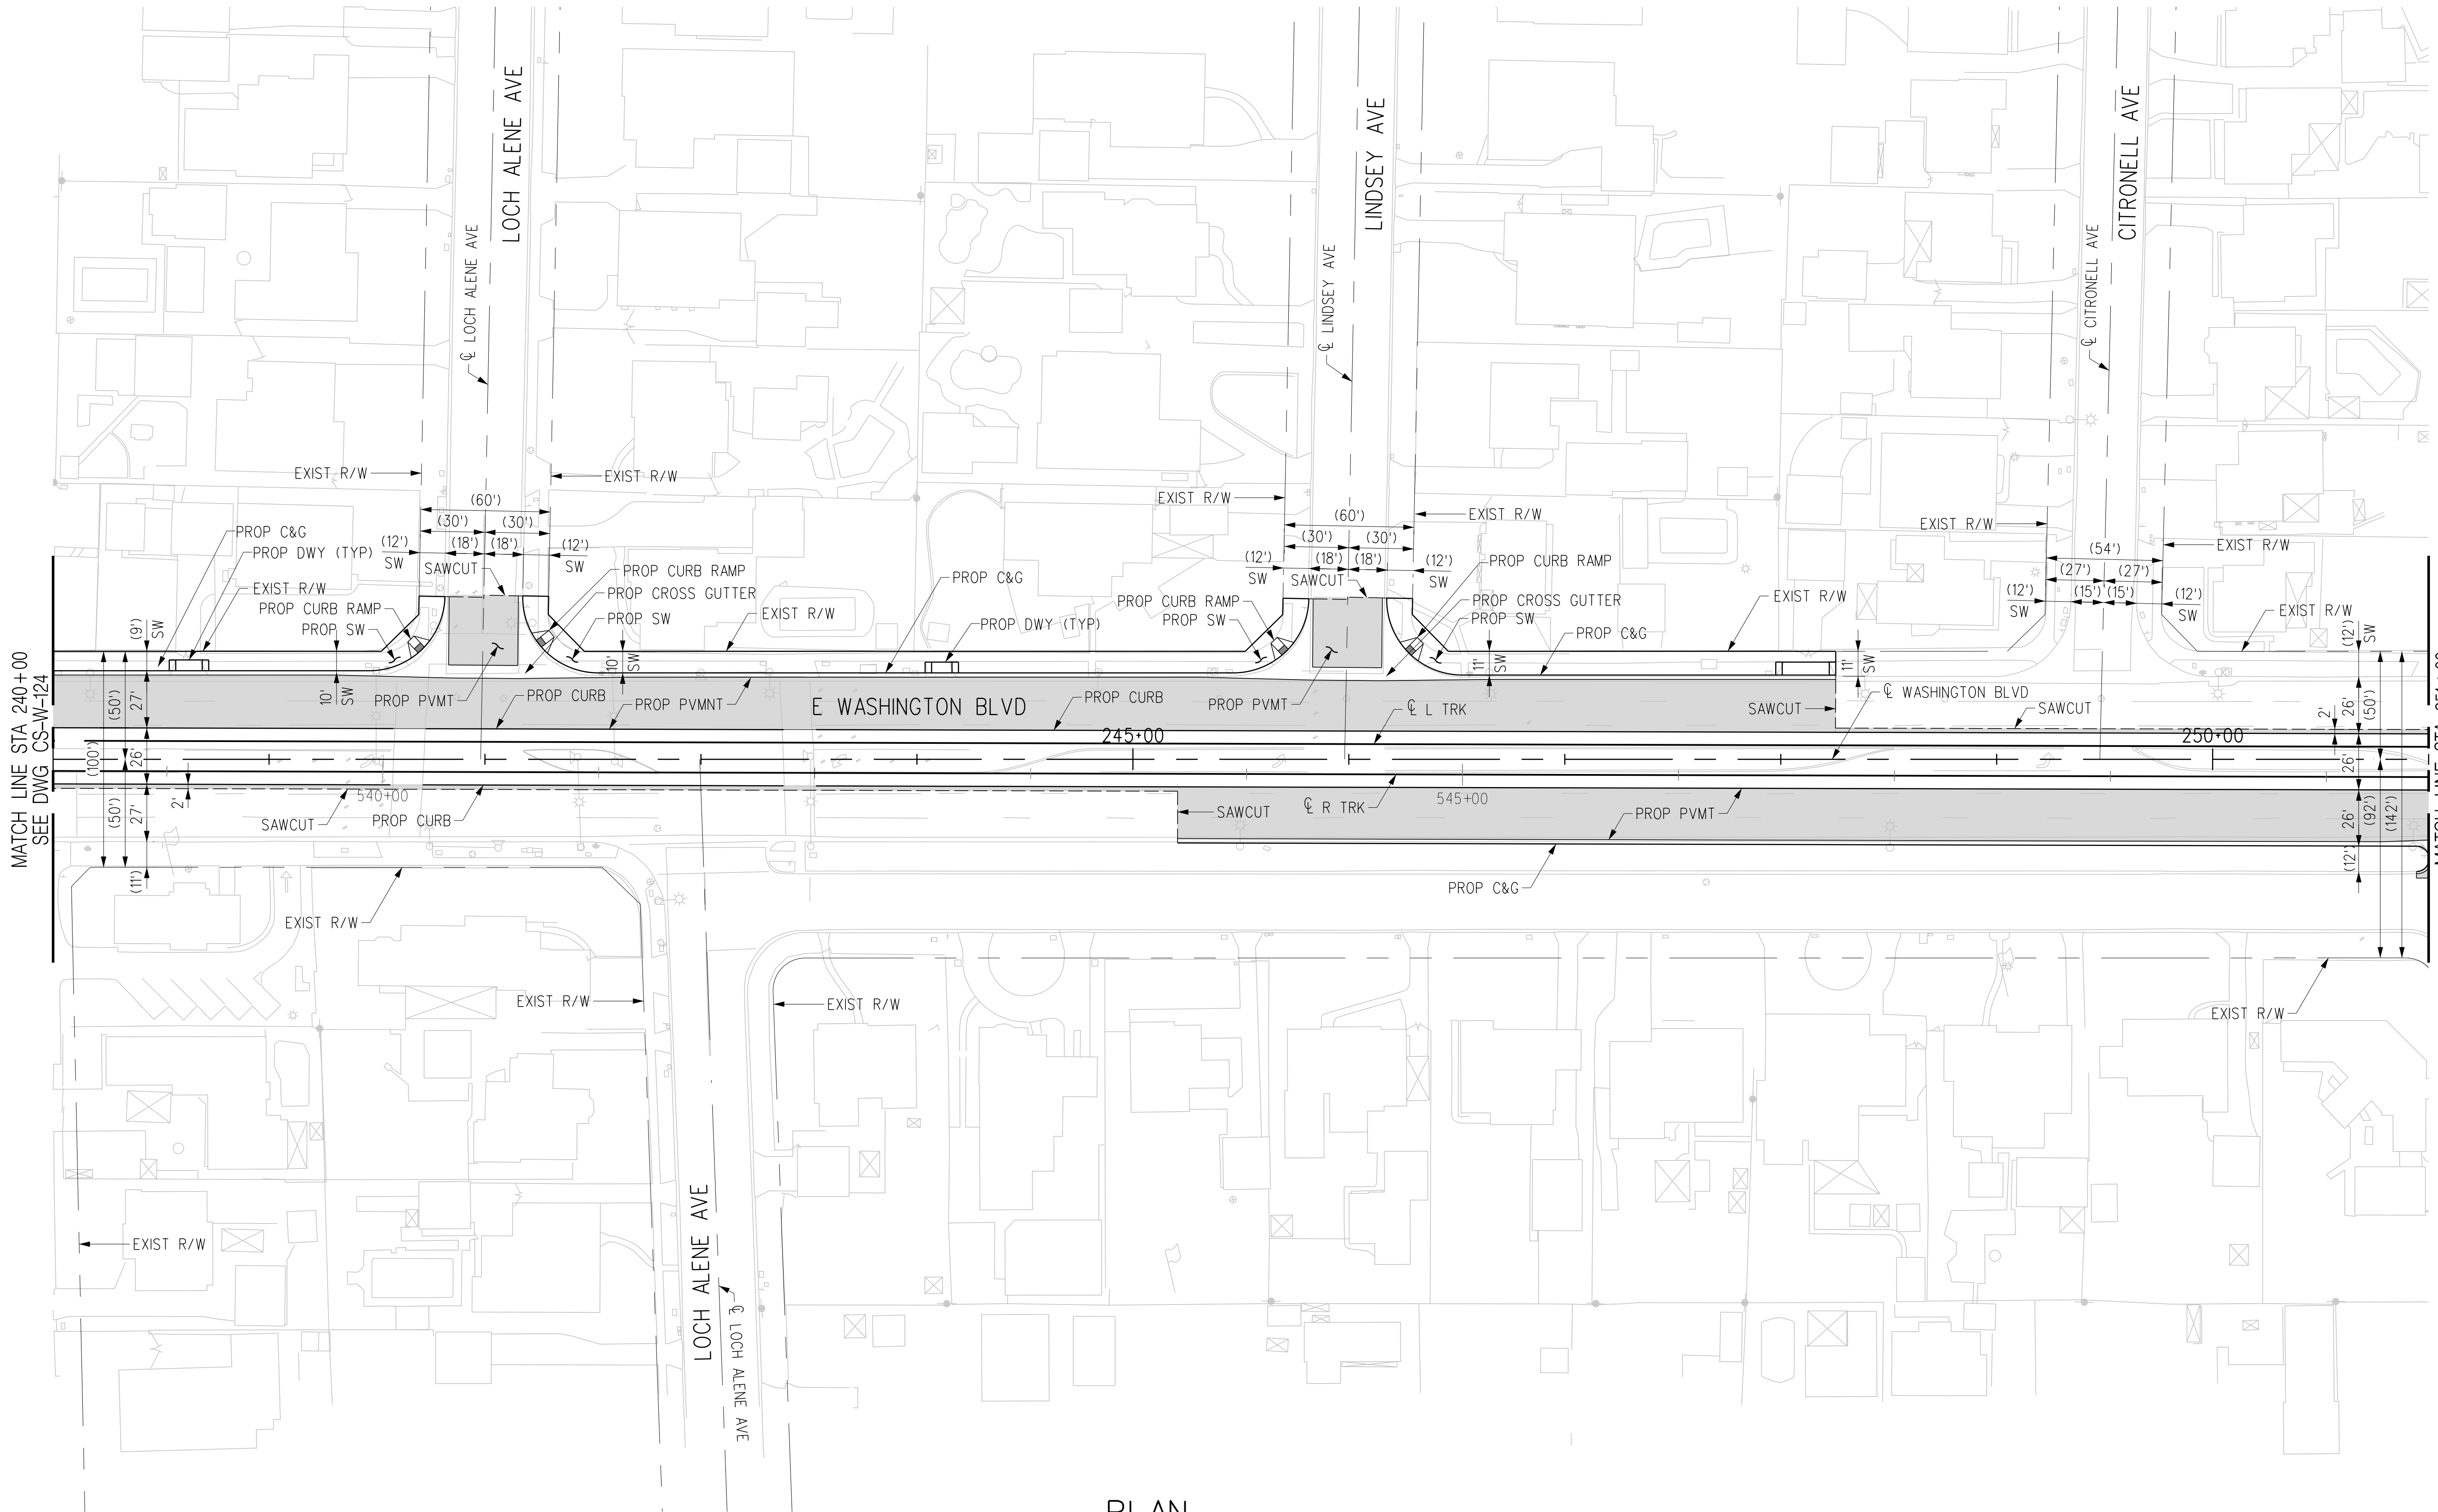 LOCH ALENE AVE
℄ LOCH ALENE AVE
LINDSEY AVE
℄ LINDSEY AVE
CITRONELL AVE
℄ CITRONELL AVE
EXIST R/W
EXIST R/W
(60')
(30')
(30')
(12')
SW
(18')
(18')
(12')
SW
SAWCUT
PROP C&G
PROP DWY (TYP)
EXIST R/W
PROP CURB RAMP
PROP SW
PROP CURB RAMP
PROP CROSS GUTTER
PROP SW
EXIST R/W
PROP C&G
PROP DWY (TYP)
EXIST R/W
EXIST R/W
(60')
(30')
(30')
(12')
SW
(18')
(18')
(12')
SW
SAWCUT
PROP CURB RAMP
PROP SW
PROP CURB RAMP
PROP CROSS GUTTER
PROP SW
PROP C&G
EXIST R/W
EXIST R/W
EXIST R/W
(54')
(27')
(27')
(12')
SW
(15')
(15')
(12')
SW
EXIST R/W
(12')
SW
MATCH LINE STA 240+00
SEE DWG CS-W-124
(9')
SW
10'
SW
10'
SW
11'
SW
11'
SW
(100')
(50')
(50')
27'
26'
27'
(11')
2'
PROP PVMT
PROP CURB
PROP PVMNT
E WASHINGTON BLVD
PROP CURB
PROP PVMT
℄ L TRK
SAWCUT
℄ WASHINGTON BLVD
SAWCUT
245+00
250+00
2'
26'
(50')
26'
26'
(92')
(142')
(12')
540+00
545+00
SAWCUT
PROP CURB
SAWCUT
℄ R TRK
PROP PVMT
PROP C&G
EXIST R/W
EXIST R/W
EXIST R/W
EXIST R/W
EXIST R/W
LOCH ALENE AVE
℄ LOCH ALENE AVE